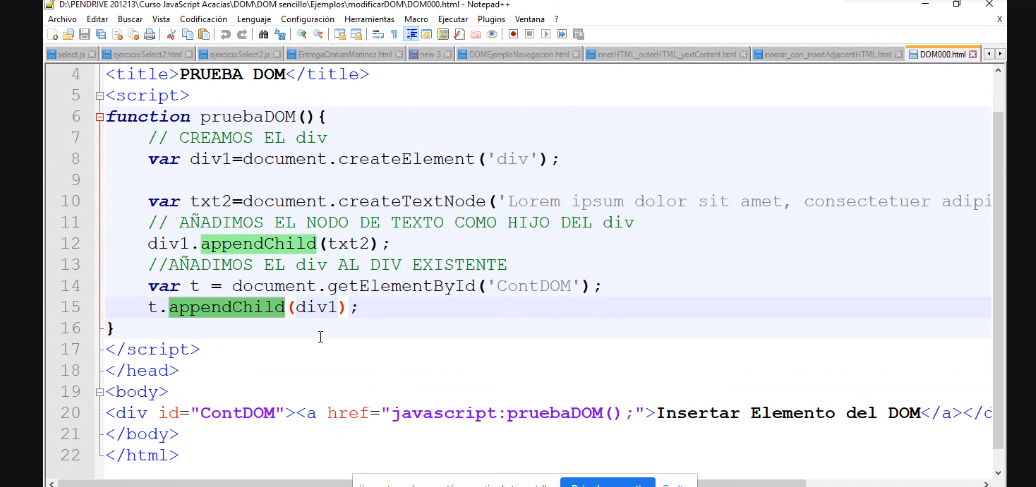 D:\PENDRIVE 201213\Curso JavaScript Acacias\DOM\DOM sencillo\Ejemplos\modificarDOM\DOM000.html - Notepad++
Archivo Editar Buscar Vista Codificación Lenguaje Configuración Herramientas Macro Ejecutar Plugins Ventana ? X
select.js ejercicioSelect2.html ejercicioSelect2.js EntregaCristianMartinez.html new 3 DOMEjemploNavegacion.html innerHTML_outerHTML_yextContent.html insertar_con_insertAdjacentHTML.html DOM000.html
4 <title>PRUEBA DOM</title>
5 <script>
6 function pruebaDOM(){
7 // CREAMOS EL div
8 var div1=document.createElement('div');
9
10 var txt2=document.createTextNode('Lorem ipsum dolor sit amet, consectetuer adipi
11 // AÑADIMOS EL NODO DE TEXTO COMO HIJO DEL div
12 div1.appendChild(txt2);
13 //AÑADIMOS EL div AL DIV EXISTENTE
14 var t = document.getElementById('ContDOM');
15 t.appendChild(div1);
16 }
17 </script>
18 </head>
19 <body>
20 <div id="ContDOM"><a href="javascript:pruebaDOM();">Insertar Elemento del DOM</a></d
21 </body>
22 </html>